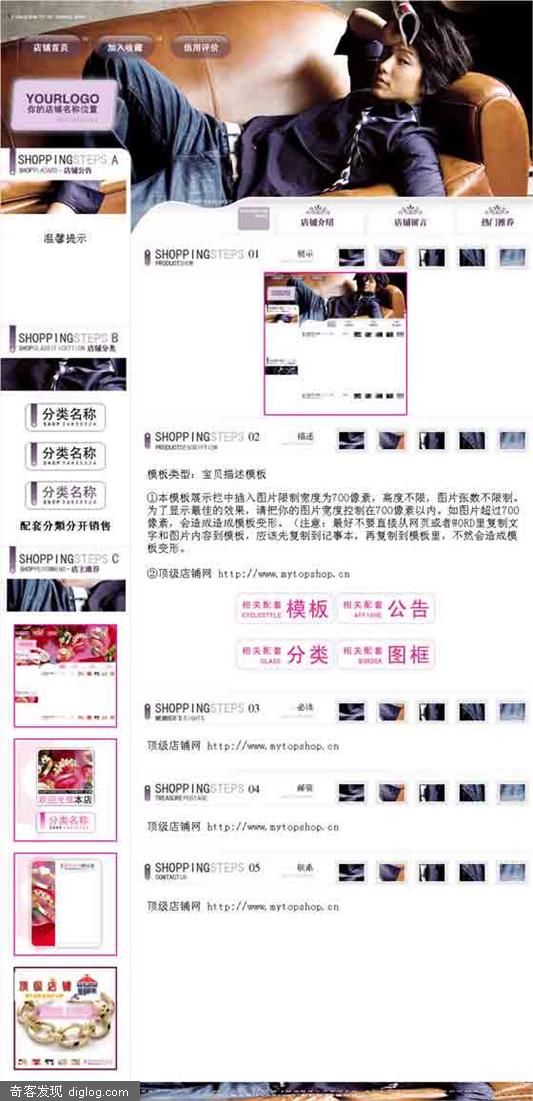 店铺首页
加入收藏
信用评价
YOURLOGO
你的店铺名称位置
SHOPPINGSTEPS A
店铺公告
温馨提示
SHOPPINGSTEPS B
店铺分类
分类名称
分类名称
分类名称
配套分類分开销售
SHOPPINGSTEPS C
店主推荐
欢迎光临本店
分类名称
顶级店铺
店铺介绍
店铺留言
热门推荐
SHOPPINGSTEPS 01
展示
SHOPPINGSTEPS 02
描述
PRODUCTDESCRIPTION
模板类型: 宝贝描述模板
①本模板展示栏中插入图片限制宽度为700像素，高度不限，图片张数不限制。
为了显示最佳的效果，请把你的图片宽度控制在700像素以内。如图片超过700
像素，会造成造成模板变形。（注意：最好不要直接从网页或者WORD里复制文
字和图片内容到模板，应该先复制到记事本，再复制到模板里，不然会造成模
板变形。
②顶级店铺网 http://www.mytopshop.cn
相关配套 模板
相关配套 公告
相关配套 分类
CLASS
相关配套 图框
BORDER
SHOPPINGSTEPS 03
必读
MEMBER'S RIGHTS
顶级店铺网 http://www.mytopshop.cn
SHOPPINGSTEPS 04
邮资
TREASUREPOSTAGE
顶级店铺网 http://www.mytopshop.cn
SHOPPINGSTEPS 05
联系
CONTACTUS
顶级店铺网 http://www.mytopshop.cn
奇客发现 diglog.com